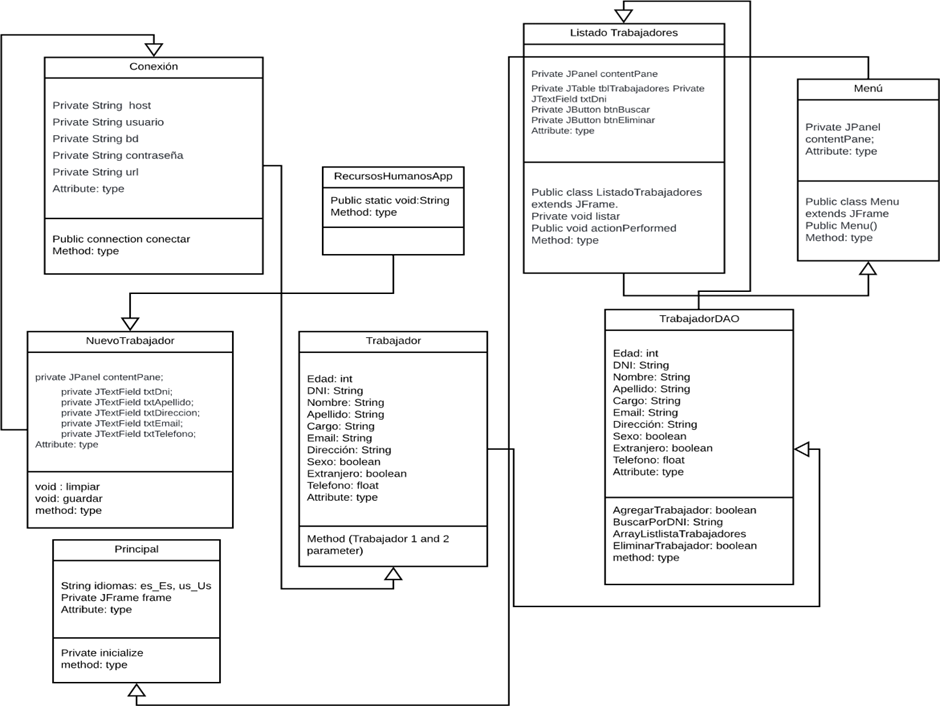 Conexión
Private String host
Private String usuario
Private String bd
Private String contraseña
Private String url
Attribute: type
Public connection conectar
Method: type
RecursosHumanosApp
Public static void:String
Method: type
Listado Trabajadores
Private JPanel contentPane
Private JTable tblTrabajadores Private
JTextField txtDni
Private JButton btnBuscar
Private JButton btnEliminar
Attribute: type
Public class ListadoTrabajadores
extends JFrame.
Private void listar
Public void actionPerformed
Method: type
Menú
Private JPanel
contentPane;
Attribute: type
Public class Menu
extends JFrame
Public Menu()
Method: type
NuevoTrabajador
private JPanel contentPane;
private JTextField txtDni;
private JTextField txtApellido;
private JTextField txtDireccion;
private JTextField txtEmail;
private JTextField txtTelefono;
Attribute: type
void : limpiar
void: guardar
method: type
Trabajador
Edad: int
DNI: String
Nombre: String
Apellido: String
Cargo: String
Email: String
Dirección: String
Sexo: boolean
Extranjero: boolean
Telefono: float
Attribute: type
Method (Trabajador 1 and 2
parameter)
TrabajadorDAO
Edad: int
DNI: String
Nombre: String
Apellido: String
Cargo: String
Email: String
Dirección: String
Sexo: boolean
Extranjero: boolean
Telefono: float
Attribute: type
AgregarTrabajador: boolean
BuscarPorDNI: String
ArrayListlistaTrabajadores
EliminarTrabajador: boolean
method: type
Principal
String idiomas: es_Es, us_Us
Private JFrame frame
Attribute: type
Private inicialize
method: type